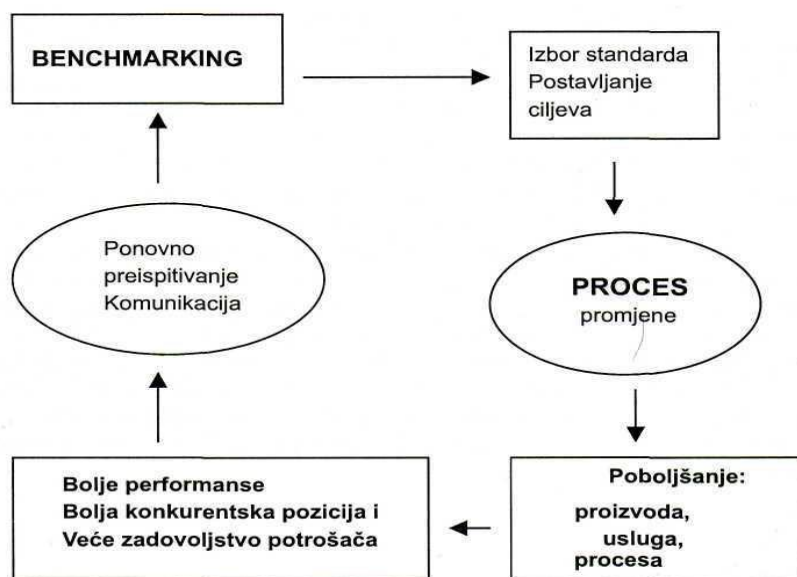 BENCHMARKING
Izbor standarda
Postavljanje
ciljeva
PROCES
promjene
Poboljšanje:
proizvoda,
usluga,
procesa
Bolje performanse
Bolja konkurentska pozicija i
Veće zadovoljstvo potrošača
Ponovno
preispitivanje
Komunikacija